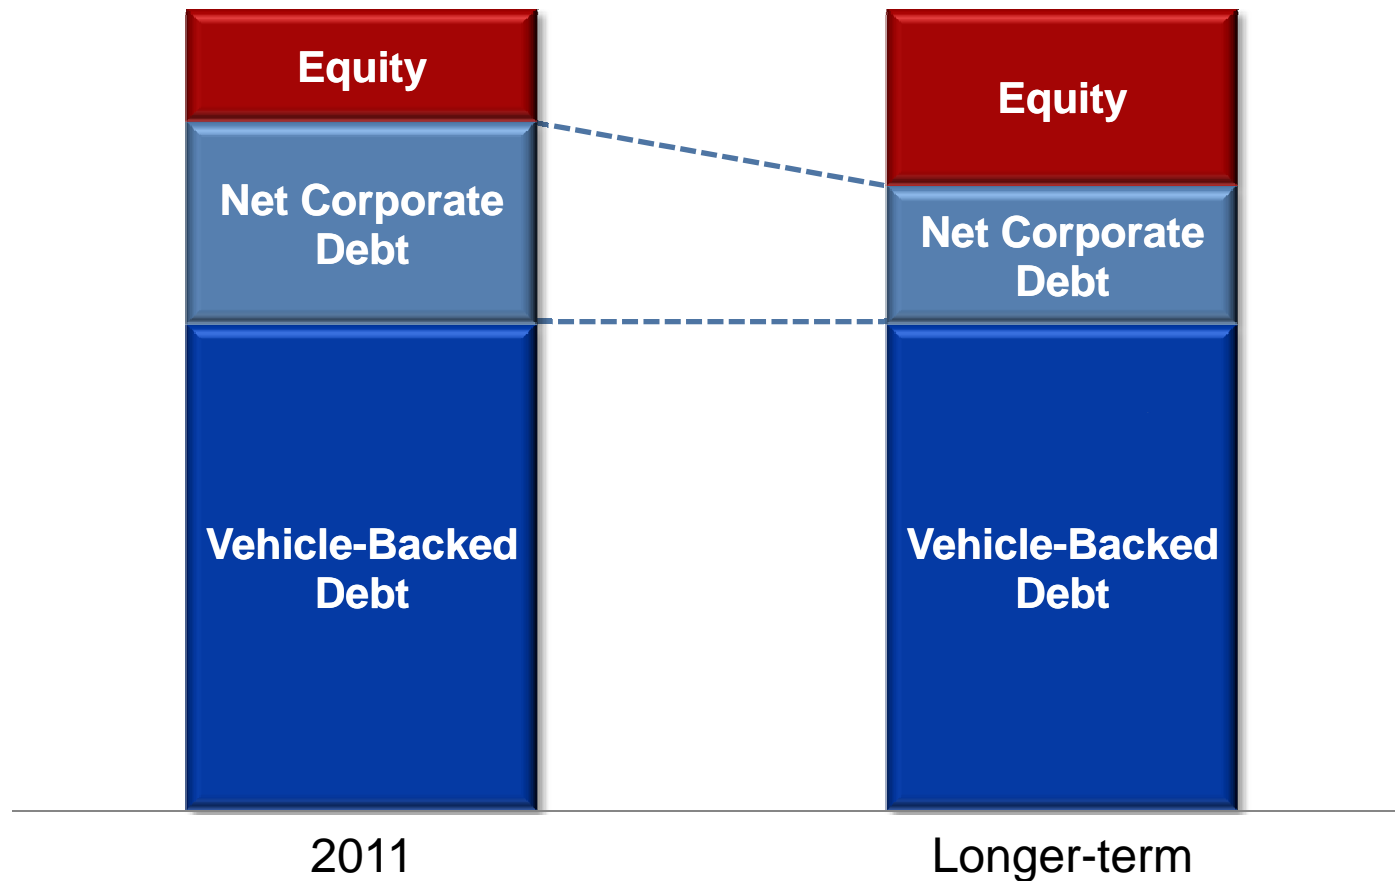 Equity
Net Corporate
Debt
Vehicle-Backed
Debt
2011
Equity
Net Corporate
Debt
Vehicle-Backed
Debt
Longer-term